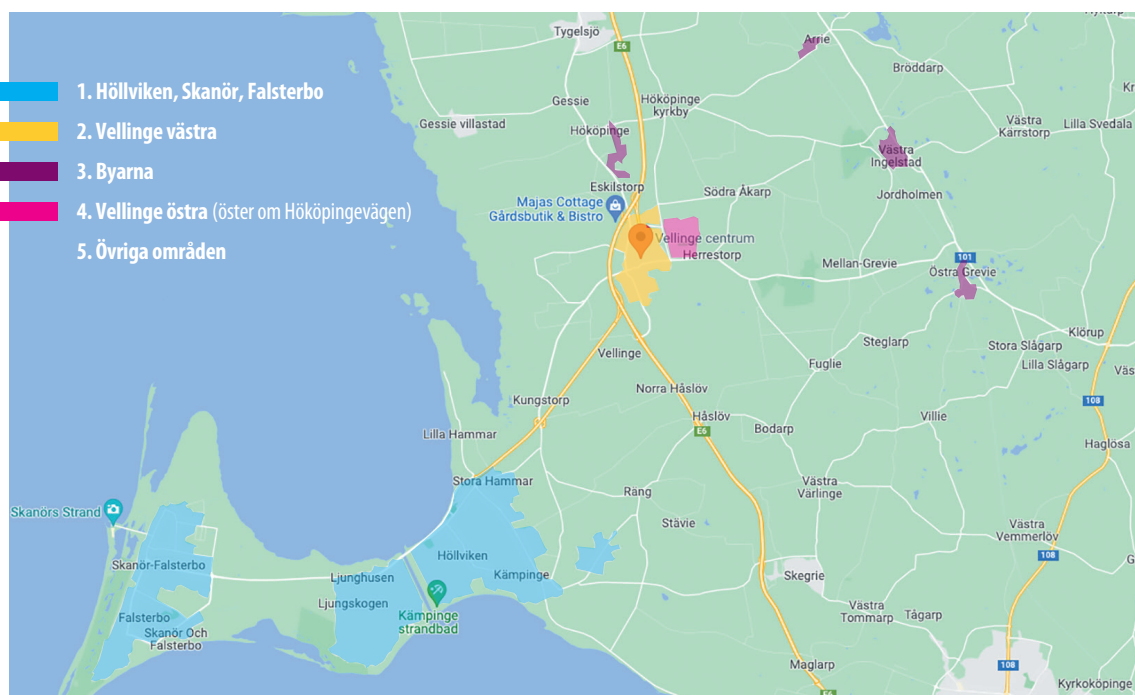 Tygelsjö
E6
Arrie
Bröddarp
1. Höllviken, Skanör, Falsterbo
2. Vellinge västra
3. Byarna
4. Vellinge östra (öster om Hököpingevägen)
5. Övriga områden
Gessie
Hököpinge
kyrkby
Gessie villastad
Hököpinge
Västra
Kärrstorp
Lilla Svedala
Västra
Ingelstad
Eskilstorp
Södra Åkarp
Jordholmen
Majas Cottage
Gårdsbutik & Bistro
Vellinge centrum
Herrestorp
Mellan-Grevie
101
Östra Grevie
Klörup
Steglarp
Stora Slågarp
Lilla Slågarp
Väs
Vellinge
Fuglie
Norra Håslöv
Kungstorp
108
Håslöv
E6
Bodarp
Villie
Lilla Hammar
Haglösa
Stora Hammar
Räng
Västra
Värlinge
Skanörs Strand
Stävie
Västra
Vemmerlöv
108
Höllviken
Skanör-Falsterbo
Ljunghusen
Kämpinge
Skegrie
Ljungskogen
Kämpinge
strandbad
Falsterbo
Skanör Och
Falsterbo
Västra
Tommarp
Tågarp
Maglarp
108
Kyrkoköpinge
E6